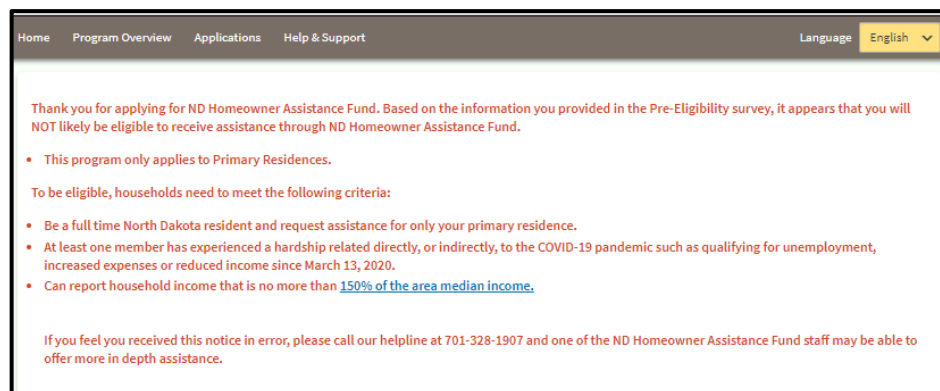 Home Program Overview Applications Help & Support Language English
Thank you for applying for ND Homeowner Assistance Fund. Based on the information you provided in the Pre-Eligibility survey, it appears that you will
NOT likely be eligible to receive assistance through ND Homeowner Assistance Fund.
• This program only applies to Primary Residences.
To be eligible, households need to meet the following criteria:
• Be a full time North Dakota resident and request assistance for only your primary residence.
• At least one member has experienced a hardship related directly, or indirectly, to the COVID-19 pandemic such as qualifying for unemployment,
increased expenses or reduced income since March 13, 2020.
• Can report household income that is no more than 150% of the area median income.
If you feel you received this notice in error, please call our helpline at 701-328-1907 and one of the ND Homeowner Assistance Fund staff may be able to
offer more in depth assistance.